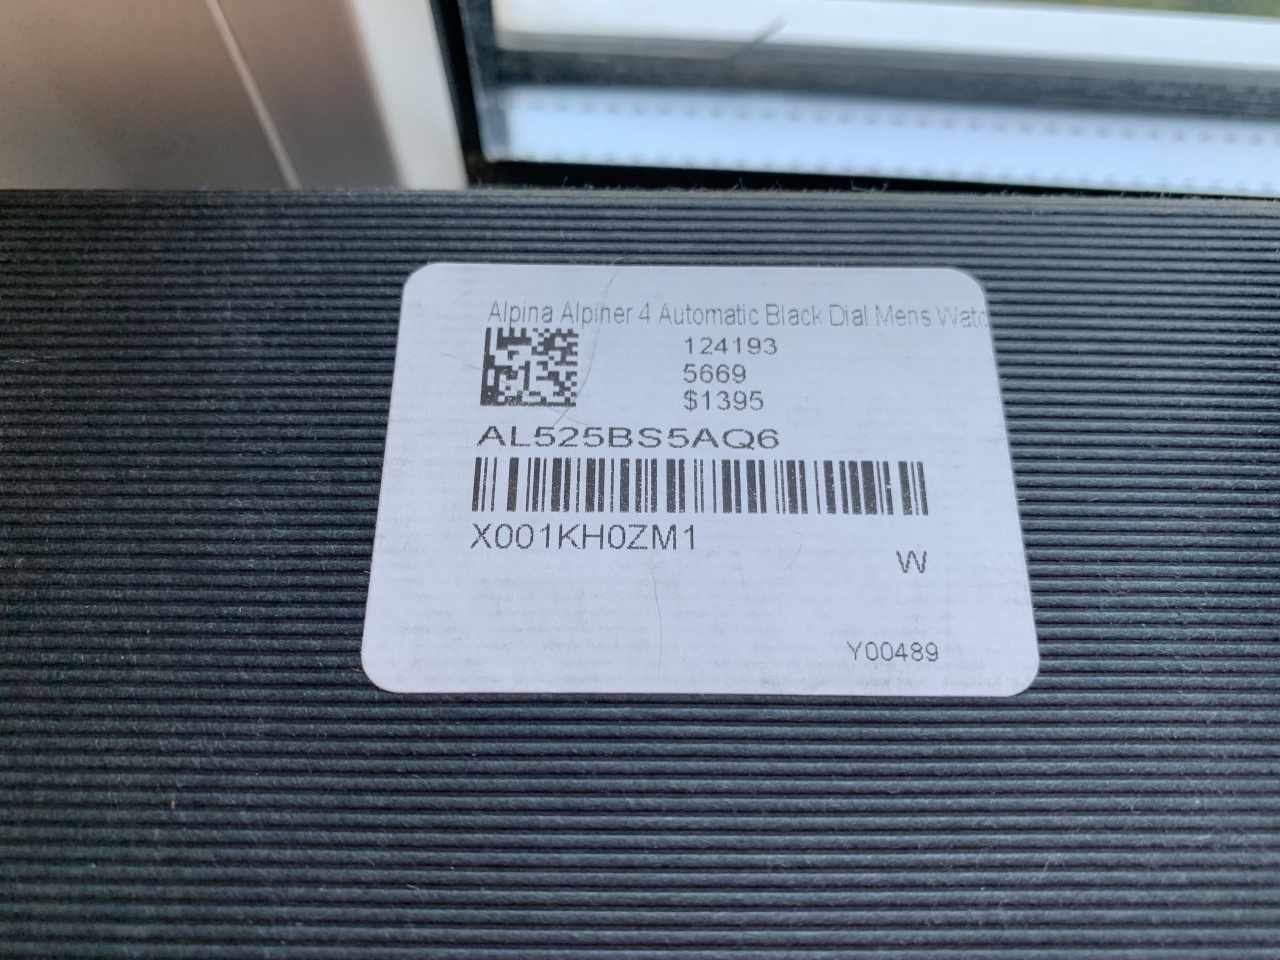 Alpina Alpiner 4 Automatic Black Dial Mens Watc
124193
5669
$1395
AL525BS5AQ6
X001KH0ZM1
W
Y00489